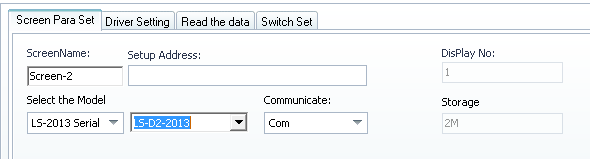 Screen Para Set Driver Setting Read the data Switch Set
ScreenName: Setup Address: DisPlay No:
Screen-2 1
Select the Model Communicate: Storage
LS-2013 Serial LS-D2-2013 Com 2M